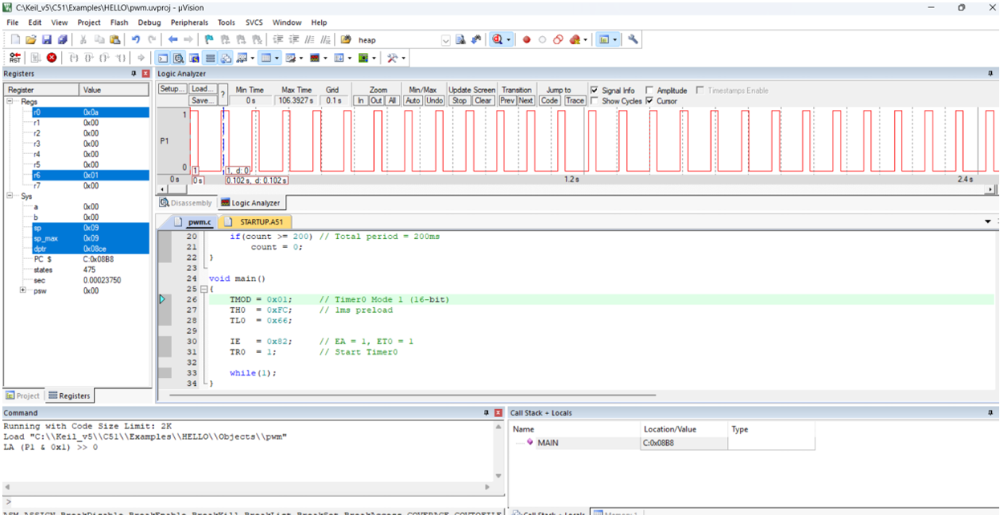 C:\Keil_v5\C51\Examples\HELLO\pwm.uvproj - µVision
File Edit View Project Flash Debug Peripherals Tools SVCS Window Help
heap
RST
Registers
Register Value
Regs
r0 0x0a
r1 0x00
r2 0x00
r3 0x00
r4 0x00
r5 0x00
r6 0x01
r7 0x00
Sys
a 0x00
b 0x00
sp 0x09
sp_max 0x09
dptr 0x08ce
PC $ C:0x08B8
states 475
sec 0.00023750
psw 0x00
Project Registers
Logic Analyzer
Setup... Load... ? Min Time Max Time Grid Zoom Min/Max Update Screen Transition Jump to Signal Info Amplitude Timestamps Enable
Save... 0 s 106.3927 s 0.1 s In Out All Auto Undo Stop Clear Prev Next Code Trace Show Cycles Cursor
1
P1
0
1 1, d: 0
0 s 0 s 0.102 s, d: 0.102 s 1.2 s 2.4 s
Disassembly Logic Analyzer
pwm.c STARTUP.A51
20 if(count >= 200) // Total period = 200ms
21 count = 0;
22 }
23
24 void main()
25 {
26 TMOD = 0x01; // Timer0 Mode 1 (16-bit)
27 TH0 = 0xFC; // 1ms preload
28 TL0 = 0x66;
29
30 IE = 0x82; // EA = 1, ET0 = 1
31 TR0 = 1; // Start Timer0
32
33 while(1);
34 }
Command
Running with Code Size Limit: 2K
Load "C:\\Keil_v5\\C51\\Examples\\HELLO\\Objects\\pwm"
LA (P1 & 0x1) >> 0
>
ASM ASSIGN BreakDisable BreakEnable BreakKill BreakList BreakSet BreakAccess COVERAGE COVTOFILE
Call Stack + Locals
Name Location/Value Type
MAIN C:0x08B8
Call Stack + Locals Memory 1